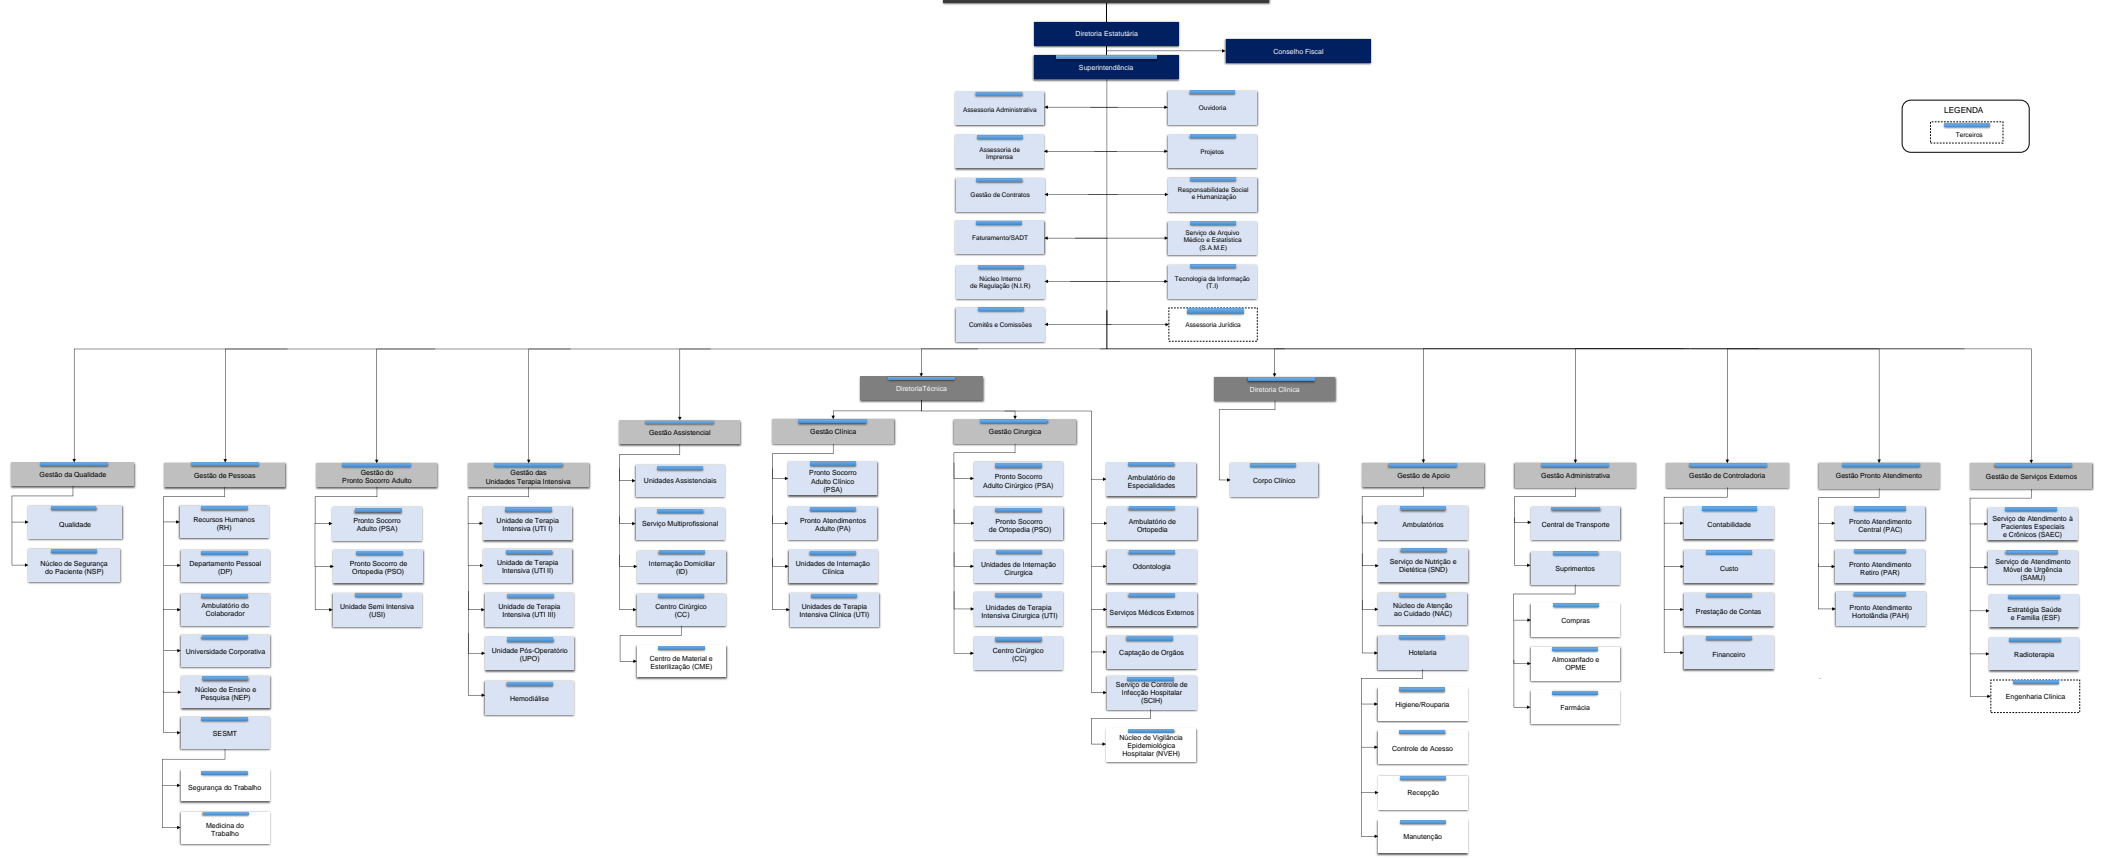 Diretoria Estatutária
Conselho Fiscal
Superintendência
Assessoria Administrativa
Ouvidoria
LEGENDA
Terceiros
Assessoria de
Imprensa
Projetos
Gestão de Contratos
Responsabilidade Social
e Humanização
Faturamento/SADT
Serviço de Arquivo
Médico e Estatística
(S.A.M.E)
Núcleo Interno
de Regulação (N.I.R)
Tecnologia da Informação
(T.I)
Comitês e Comissões
Assessoria Jurídica
DiretoriaTécnica
Diretoria Clínica
Gestão da Qualidade
Qualidade
Núcleo de Segurança
do Paciente (NSP)
Gestão de Pessoas
Recursos Humanos
(RH)
Departamento Pessoal
(DP)
Ambulatório do
Colaborador
Universidade Corporativa
Núcleo de Ensino e
Pesquisa (NEP)
SESMT
Segurança do Trabalho
Medicina do
Trabalho
Gestão do
Pronto Socorro Adulto
Pronto Socorro
Adulto (PSA)
Pronto Socorro de
Ortopedia (PSO)
Unidade Semi Intensiva
(USI)
Gestão das
Unidades Terapia Intensiva
Unidade de Terapia
Intensiva (UTI I)
Unidade de Terapia
Intensiva (UTI II)
Unidade de Terapia
Intensiva (UTI III)
Unidade Pós-Operatório
(UPO)
Hemodiálise
Gestão Assistencial
Unidades Assistenciais
Serviço Multiprofissional
Internação Domiciliar
(ID)
Centro Cirúrgico
(CC)
Centro de Material e
Esterilização (CME)
Gestão Clínica
Pronto Socorro
Adulto Clínico
(PSA)
Pronto Atendimentos
Adulto (PA)
Unidades de Internação
Clínica
Unidades de Terapia
Intensiva Clínica (UTI)
Gestão Cirurgica
Pronto Socorro
Adulto Cirúrgico (PSA)
Pronto Socorro
de Ortopedia (PSO)
Unidades de Internação
Cirurgica
Unidades de Terapia
Intensiva Cirurgica (UTI)
Centro Cirúrgico
(CC)
Ambulatório de
Especialidades
Ambulatório de
Ortopedia
Odontologia
Serviços Médicos Externos
Captação de Orgãos
Serviço de Controle de
Infecção Hospitalar
(SCIH)
Núcleo de Vigilância
Epidemiológica
Hospitalar (NVEH)
Corpo Clínico
Gestão de Apoio
Ambulatórios
Serviço de Nutrição e
Dietética (SND)
Núcleo de Atenção
ao Cuidado (NAC)
Hotelaria
Higiene/Rouparia
Controle de Acesso
Recepção
Manutenção
Gestão Administrativa
Central de Transporte
Suprimentos
Compras
Almoxarifado e
OPME
Farmácia
Gestão de Controladoria
Contabilidade
Custo
Prestação de Contas
Financeiro
Gestão Pronto Atendimento
Pronto Atendimento
Central (PAC)
Pronto Atendimento
Retiro (PAR)
Pronto Atendimento
Hortolândia (PAH)
Gestão de Serviços Externos
Serviço de Atendimento à
Pacientes Especiais
e Crônicos (SAEC)
Serviço de Atendimento
Móvel de Urgência
(SAMU)
Estratégia Saúde
e Familia (ESF)
Radioterapia
Engenharia Clínica